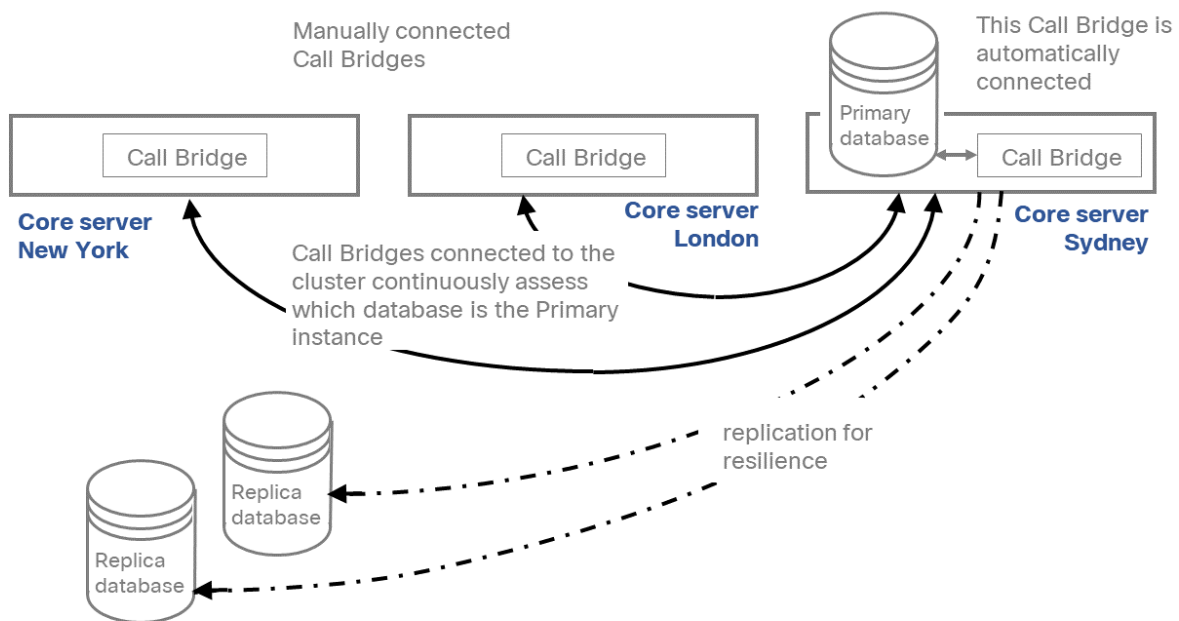 Manually connected
Call Bridges
This Call Bridge is
automatically
connected
Primary
database
Call Bridge
Call Bridge
Call Bridge
Core server
New York
Core server
London
Core server
Sydney
Call Bridges connected to the
cluster continuously assess
which database is the Primary
instance
replication for
resilience
Replica
database
Replica
database